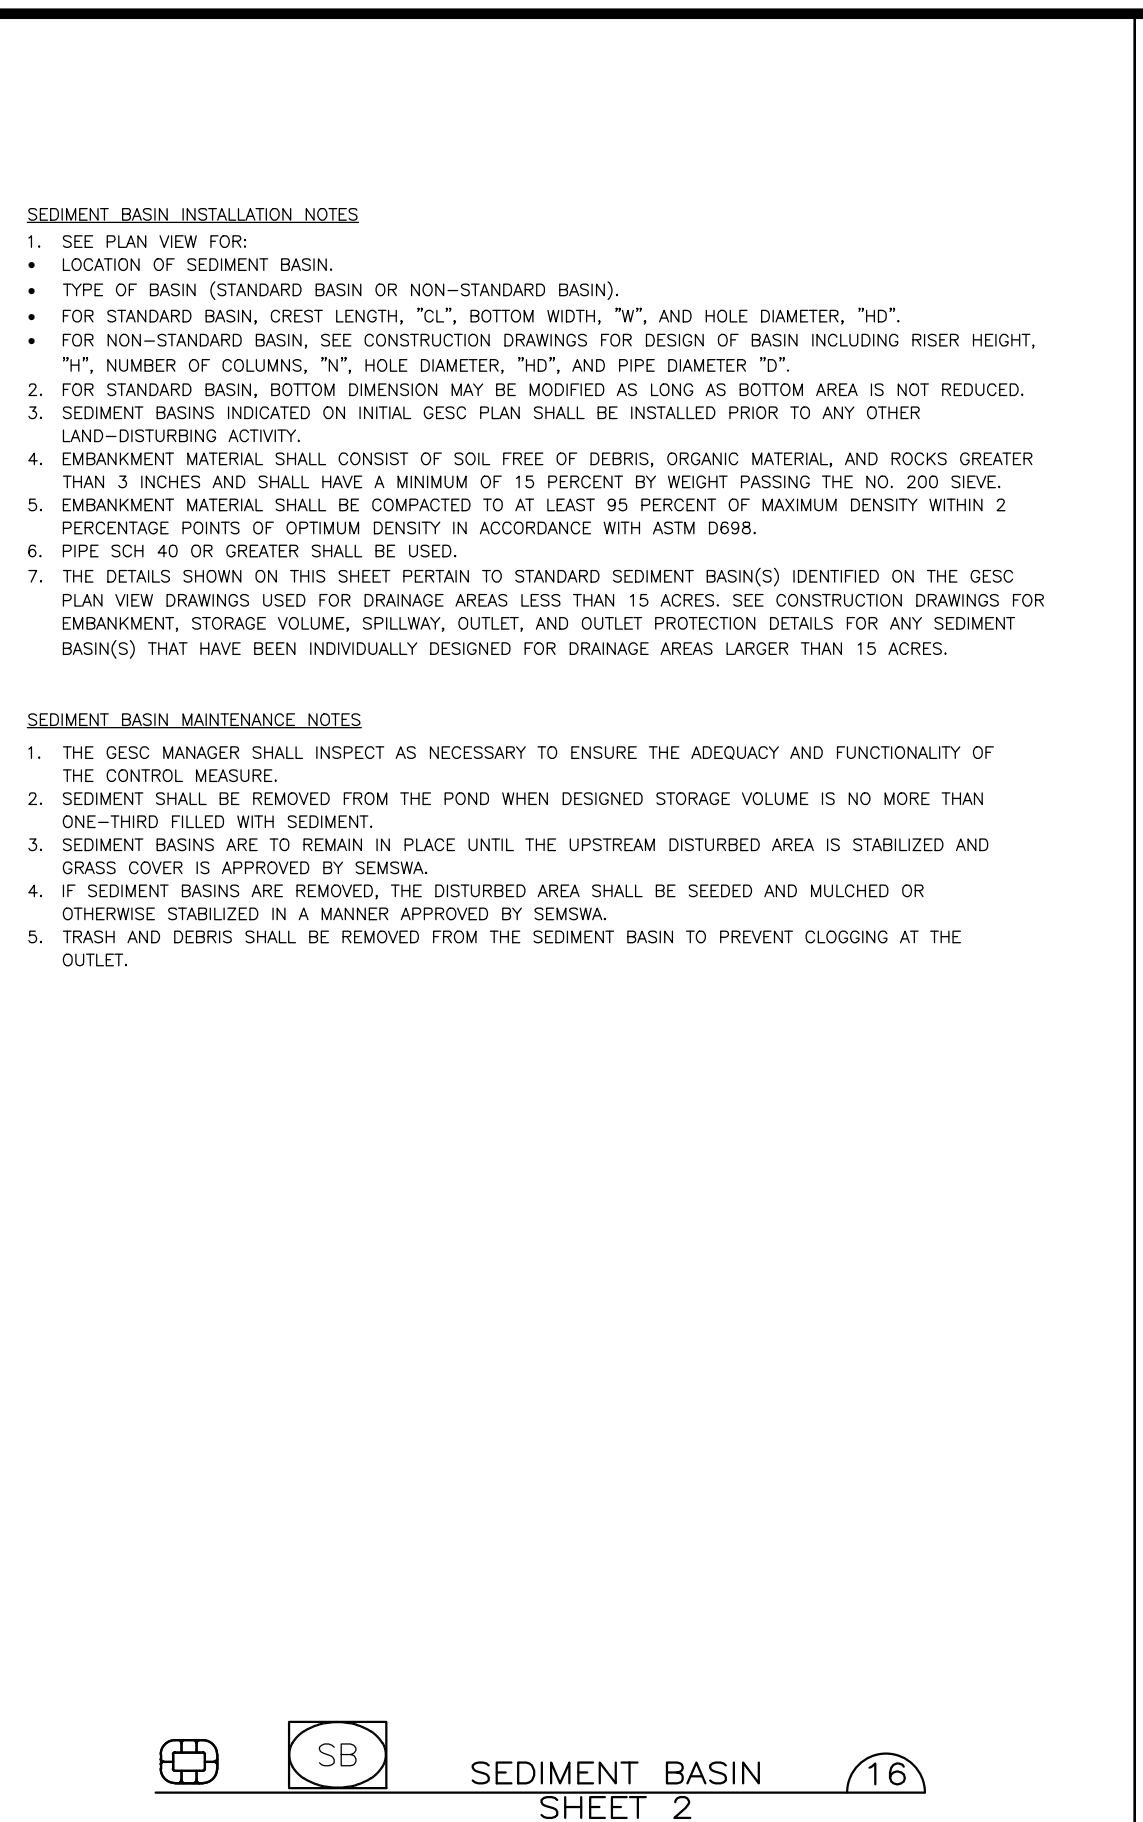 SEDIMENT BASIN INSTALLATION NOTES
1. SEE PLAN VIEW FOR:
• LOCATION OF SEDIMENT BASIN.
• TYPE OF BASIN (STANDARD BASIN OR NON-STANDARD BASIN).
• FOR STANDARD BASIN, CREST LENGTH, "CL", BOTTOM WIDTH, "W", AND HOLE DIAMETER, "HD".
• FOR NON-STANDARD BASIN, SEE CONSTRUCTION DRAWINGS FOR DESIGN OF BASIN INCLUDING RISER HEIGHT,
"H", NUMBER OF COLUMNS, "N", HOLE DIAMETER, "HD", AND PIPE DIAMETER "D".
2. FOR STANDARD BASIN, BOTTOM DIMENSION MAY BE MODIFIED AS LONG AS BOTTOM AREA IS NOT REDUCED.
3. SEDIMENT BASINS INDICATED ON INITIAL GESC PLAN SHALL BE INSTALLED PRIOR TO ANY OTHER
LAND-DISTURBING ACTIVITY.
4. EMBANKMENT MATERIAL SHALL CONSIST OF SOIL FREE OF DEBRIS, ORGANIC MATERIAL, AND ROCKS GREATER
THAN 3 INCHES AND SHALL HAVE A MINIMUM OF 15 PERCENT BY WEIGHT PASSING THE NO. 200 SIEVE.
5. EMBANKMENT MATERIAL SHALL BE COMPACTED TO AT LEAST 95 PERCENT OF MAXIMUM DENSITY WITHIN 2
PERCENTAGE POINTS OF OPTIMUM DENSITY IN ACCORDANCE WITH ASTM D698.
6. PIPE SCH 40 OR GREATER SHALL BE USED.
7. THE DETAILS SHOWN ON THIS SHEET PERTAIN TO STANDARD SEDIMENT BASIN(S) IDENTIFIED ON THE GESC
PLAN VIEW DRAWINGS USED FOR DRAINAGE AREAS LESS THAN 15 ACRES. SEE CONSTRUCTION DRAWINGS FOR
EMBANKMENT, STORAGE VOLUME, SPILLWAY, OUTLET, AND OUTLET PROTECTION DETAILS FOR ANY SEDIMENT
BASIN(S) THAT HAVE BEEN INDIVIDUALLY DESIGNED FOR DRAINAGE AREAS LARGER THAN 15 ACRES.
SEDIMENT BASIN MAINTENANCE NOTES
1. THE GESC MANAGER SHALL INSPECT AS NECESSARY TO ENSURE THE ADEQUACY AND FUNCTIONALITY OF
THE CONTROL MEASURE.
2. SEDIMENT SHALL BE REMOVED FROM THE POND WHEN DESIGNED STORAGE VOLUME IS NO MORE THAN
ONE-THIRD FILLED WITH SEDIMENT.
3. SEDIMENT BASINS ARE TO REMAIN IN PLACE UNTIL THE UPSTREAM DISTURBED AREA IS STABILIZED AND
GRASS COVER IS APPROVED BY SEMSWA.
4. IF SEDIMENT BASINS ARE REMOVED, THE DISTURBED AREA SHALL BE SEEDED AND MULCHED OR
OTHERWISE STABILIZED IN A MANNER APPROVED BY SEMSWA.
5. TRASH AND DEBRIS SHALL BE REMOVED FROM THE SEDIMENT BASIN TO PREVENT CLOGGING AT THE
OUTLET.
SB
SEDIMENT BASIN
16
SHEET 2